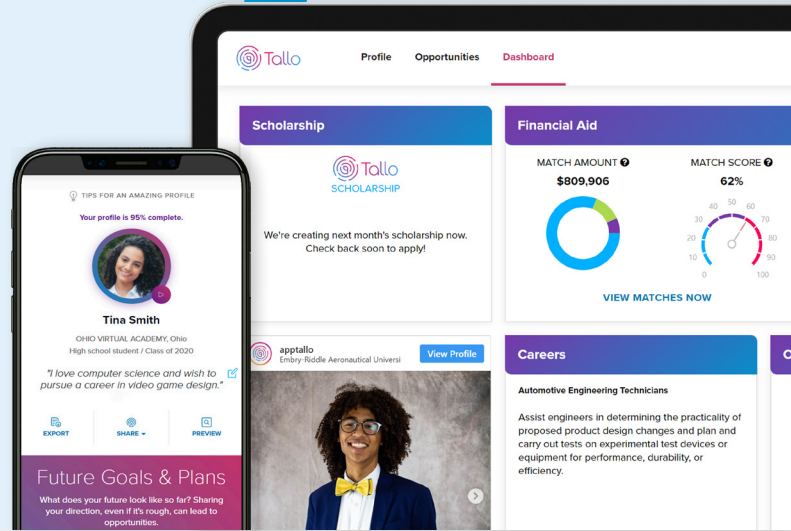 Tallo
Profile
Opportunities
Dashboard
Scholarship
Tallo
SCHOLARSHIP
We're creating next month's scholarship now.
Check back soon to apply!
Financial Aid
MATCH AMOUNT ?
$809,906
MATCH SCORE ?
62%
0
10
20
30
40
50
60
70
80
90
100
VIEW MATCHES NOW
apptallo
Embry-Riddle Aeronautical Universi
View Profile
Careers
Automotive Engineering Technicians
Assist engineers in determining the practicality of
proposed product design changes and plan and
carry out tests on experimental test devices or
equipment for performance, durability, or
efficiency.
TIPS FOR AN AMAZING PROFILE
Your profile is 95% complete.
Tina Smith
OHIO VIRTUAL ACADEMY, Ohio
High school student / Class of 2020
"I love computer science and wish to
pursue a career in video game design."
EXPORT
SHARE
PREVIEW
Future Goals & Plans
What does your future look like so far? Sharing
your direction, even if it's rough, can lead to
opportunities.